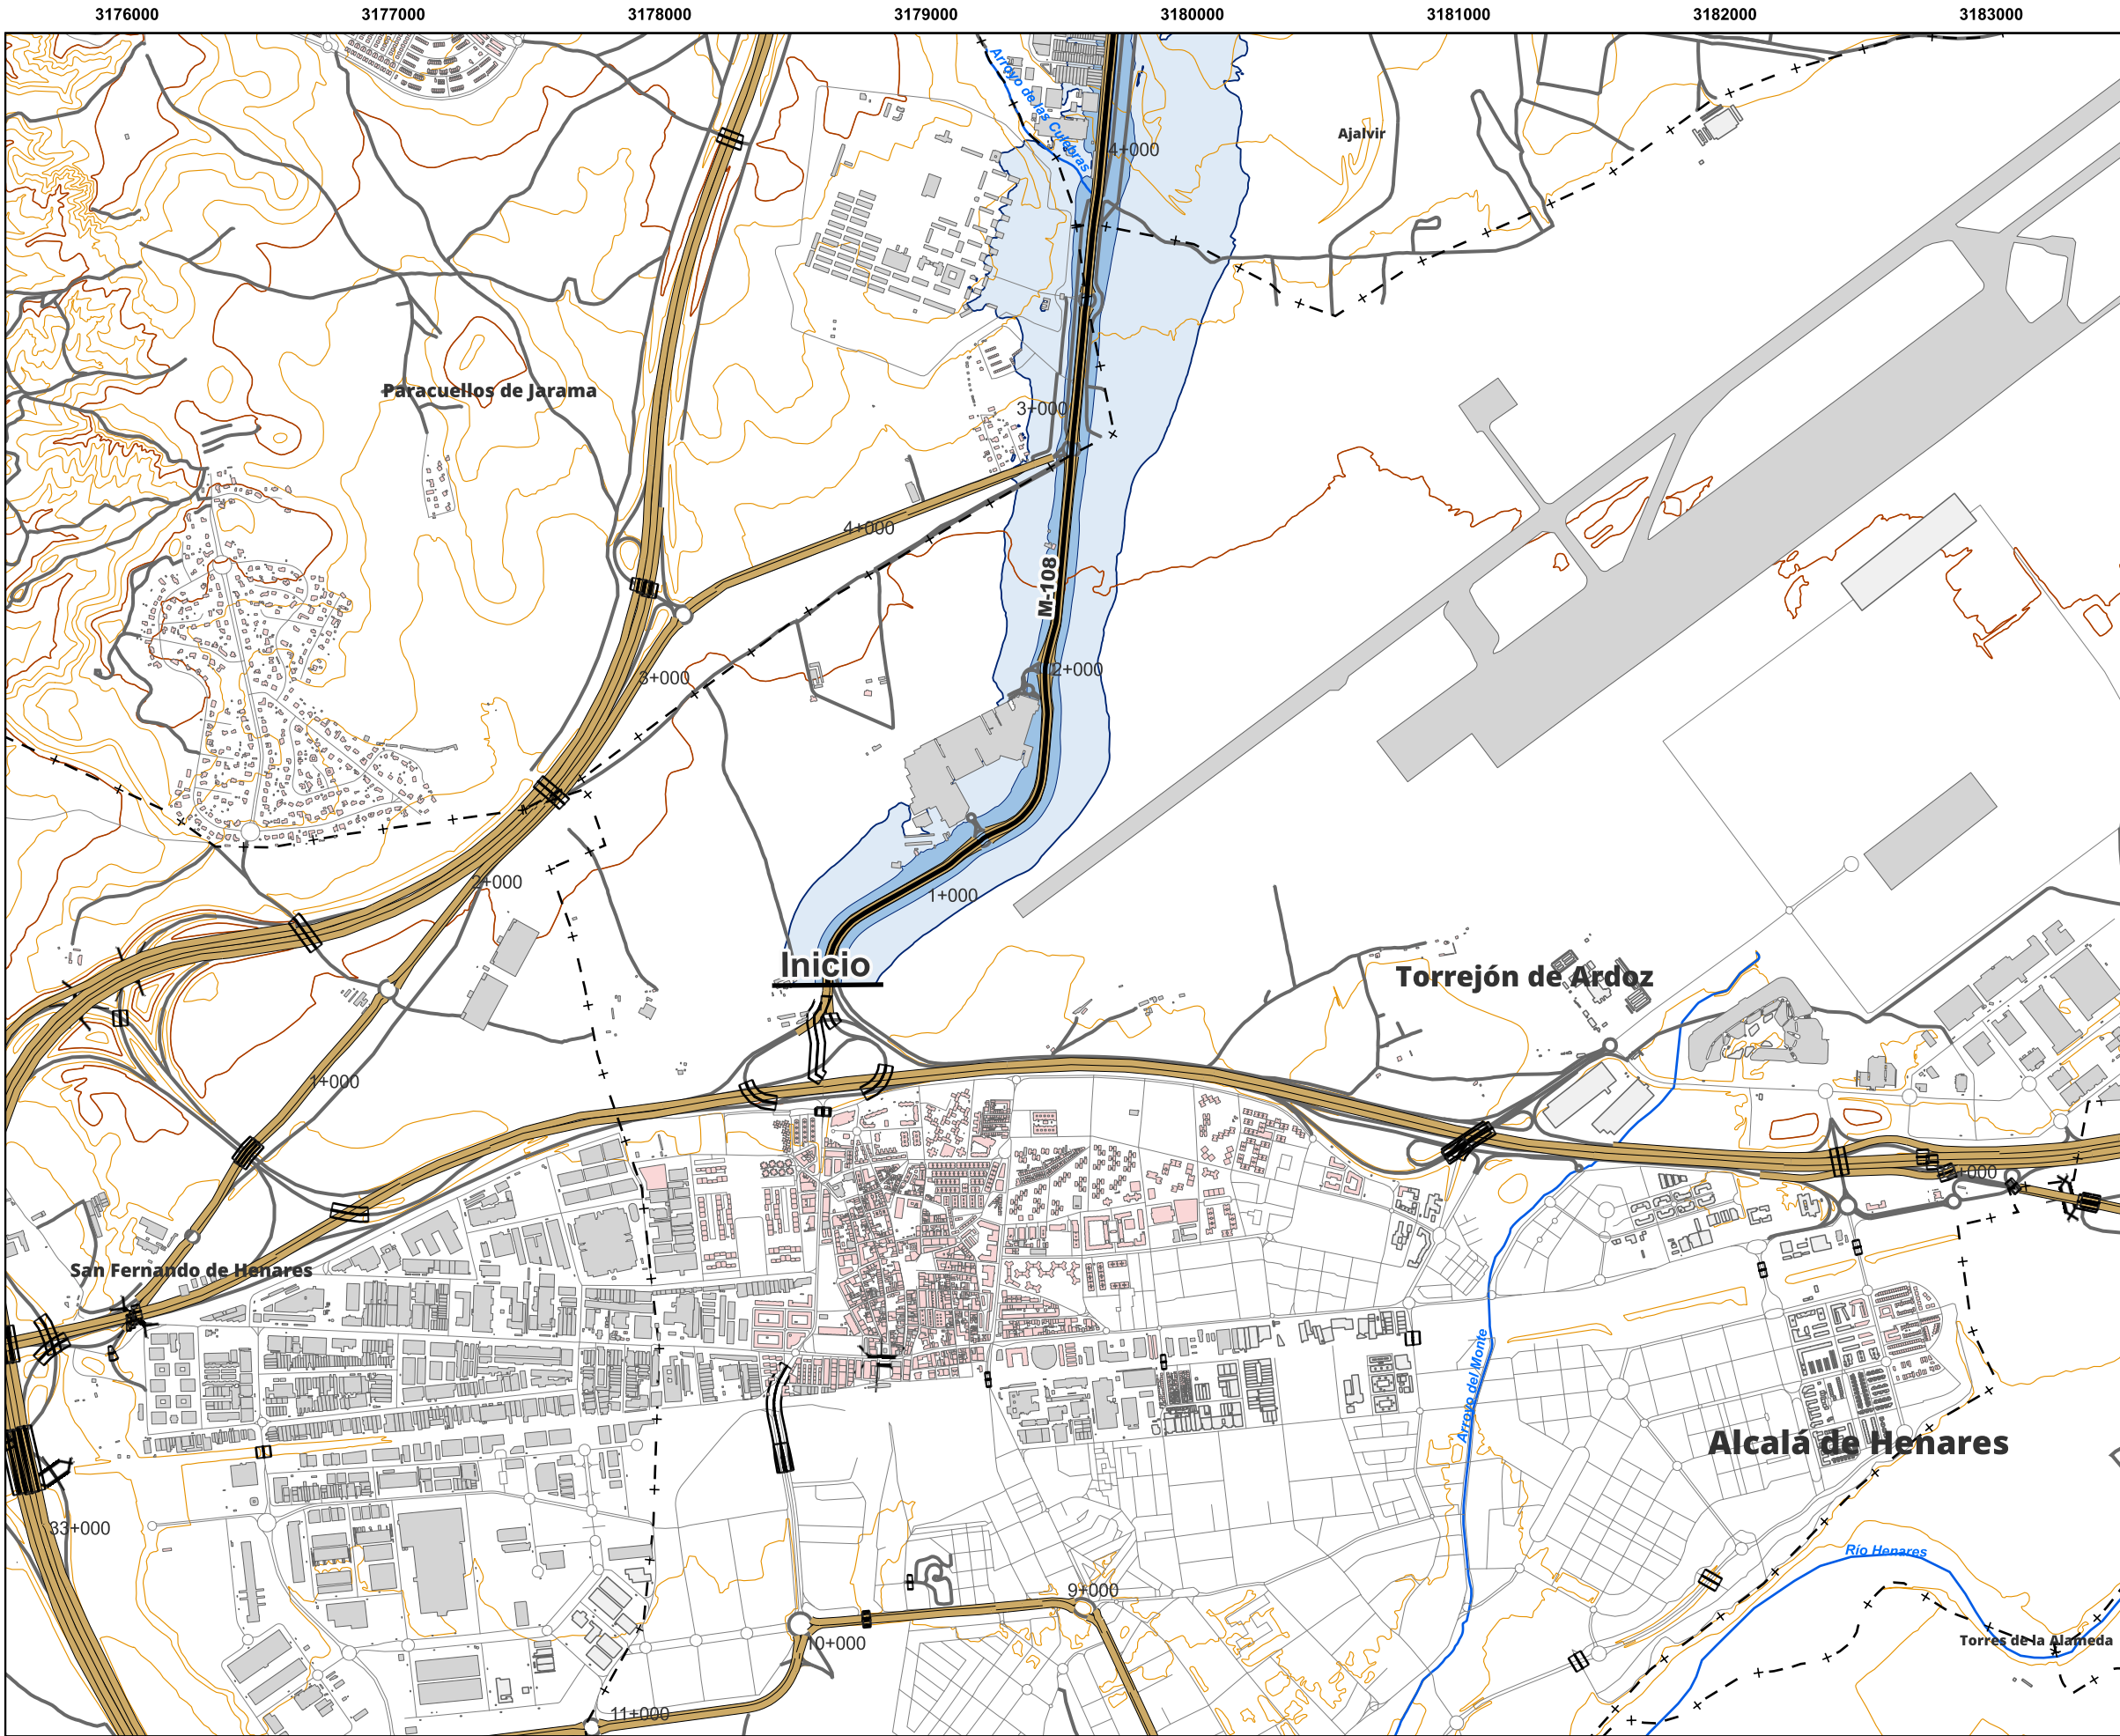 3176000
3177000
3178000
3179000
3180000
3181000
3182000
3183000
Arroyo de las Culebras
4+000
Ajalvir
Paracuellos de Jarama
3+000
4+000
M-108
2+000
3+000
2+000
1+000
Inicio
Torrejón de Ardoz
1+000
San Fernando de Henares
Arroyo del Monte
Alcalá de Henares
33+000
Río Henares
9+000
10+000
Torres de la Alameda
11+000